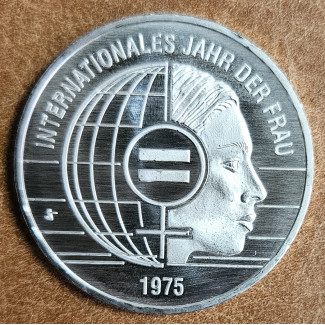 INTERNATIONALES JAHR DER FRAU
1975